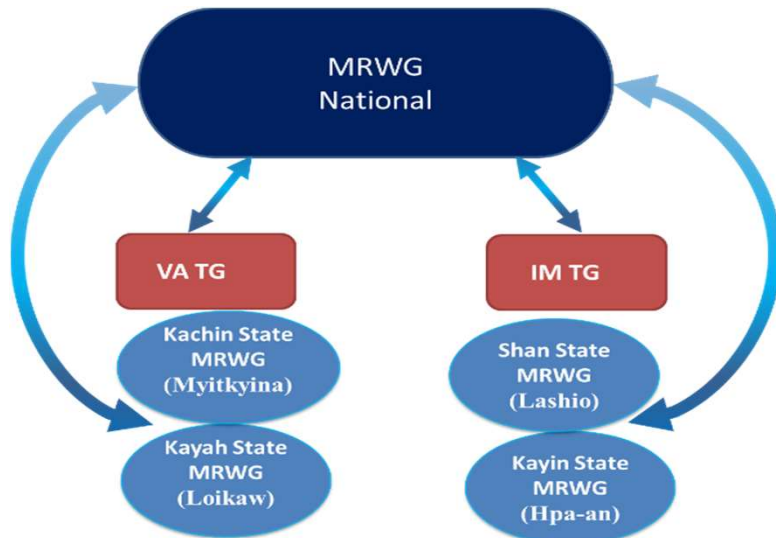 MRWG
National
VA TG
IM TG
Kachin State
MRWG
(Myitkyina)
Shan State
MRWG
(Lashio)
Kayah State
MRWG
(Loikaw)
Kayin State
MRWG
(Hpa-an)